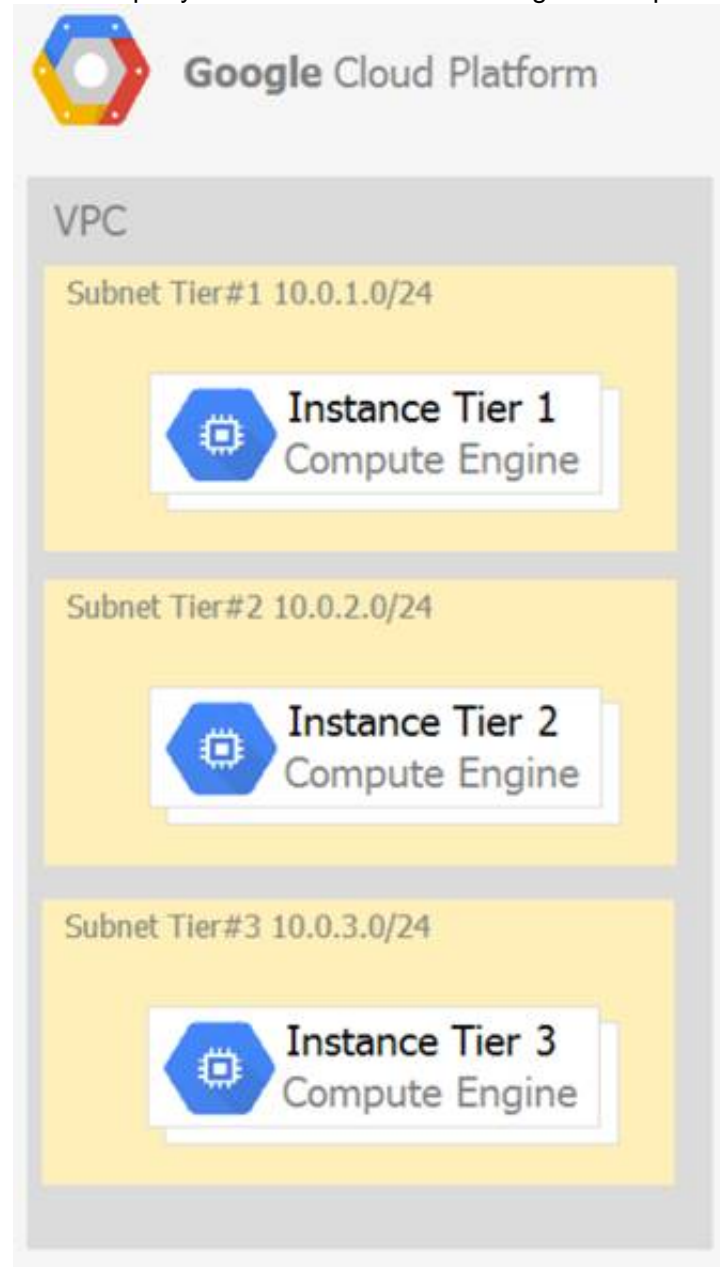 Google Cloud Platform
VPC
Subnet Tier#1 10.0.1.0/24
Instance Tier 1
Compute Engine
Subnet Tier#2 10.0.2.0/24
Instance Tier 2
Compute Engine
Subnet Tier#3 10.0.3.0/24
Instance Tier 3
Compute Engine